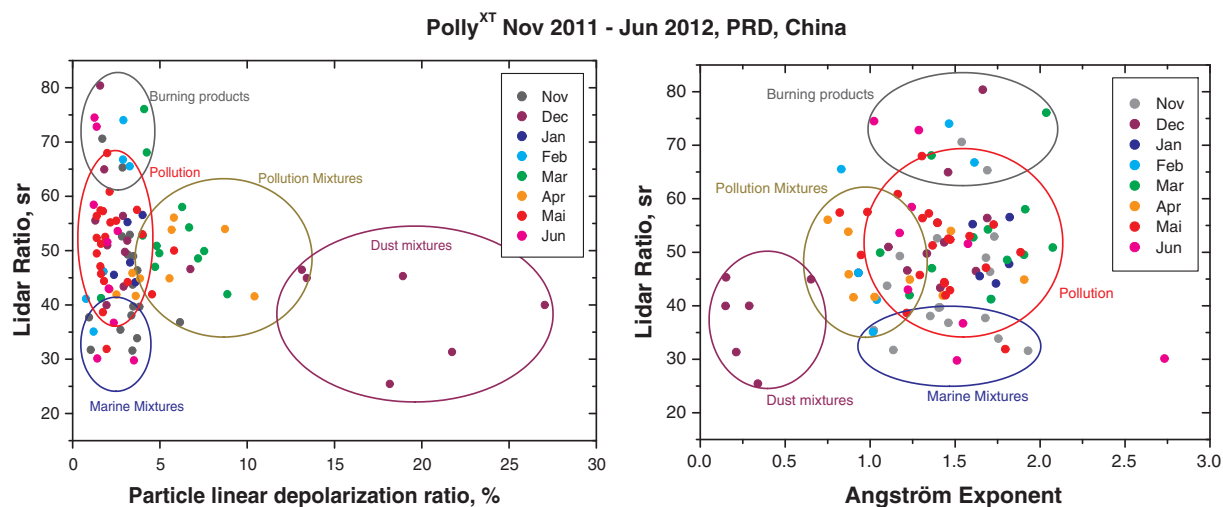 Polly^XT Nov 2011 - Jun 2012, PRD, China
Lidar Ratio, sr
80
70
60
50
40
30
20
0
5
10
15
20
25
30
Particle linear depolarization ratio, %
Burning products
Pollution
Pollution Mixtures
Dust mixtures
Marine Mixtures
Nov
Dec
Jan
Feb
Mar
Apr
Mai
Jun
Lidar Ratio, sr
80
70
60
50
40
30
20
0.0
0.5
1.0
1.5
2.0
2.5
3.0
Angström Exponent
Burning products
Pollution Mixtures
Pollution
Dust mixtures
Marine Mixtures
Nov
Dec
Jan
Feb
Mar
Apr
Mai
Jun